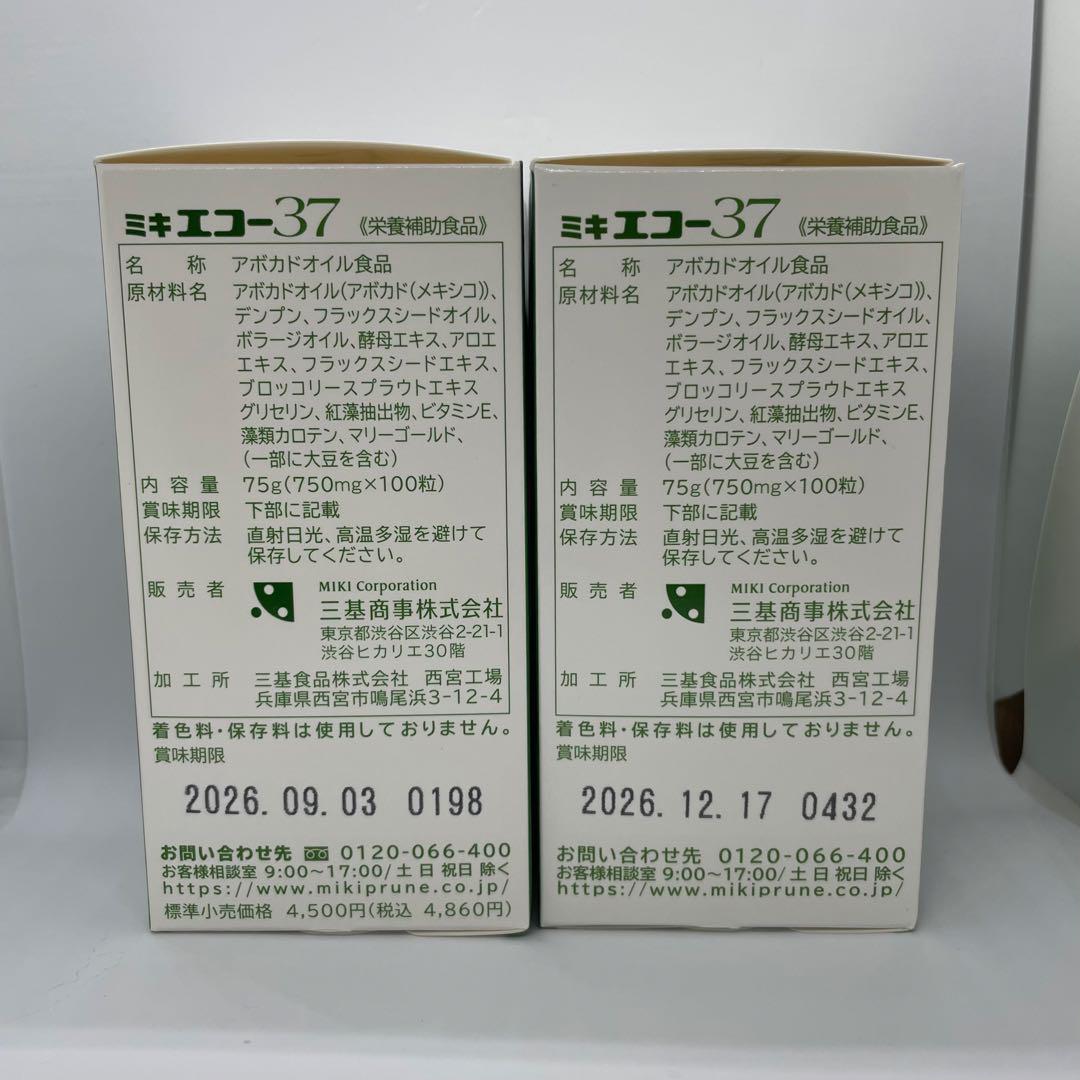 ミキエコー37 《栄養補助食品》
名称 アボカドオイル食品
原材料名 アボカドオイル(アボカド(メキシコ))、
デンプン、フラックスシードオイル、
ボラージオイル、酵母エキス、アロエ
エキス、フラックスシードエキス、
ブロッコリースプラウトエキス
グリセリン、紅藻抽出物、ビタミンE、
藻類カロテン、マリーゴールド、
(一部に大豆を含む)
内容量 75g(750mg×100粒)
賞味期限 下部に記載
保存方法 直射日光、高温多湿を避けて
保存してください。
販売者 MIKI Corporation
三基商事株式会社
東京都渋谷区渋谷2-21-1
渋谷ヒカリエ30階
加工所 三基食品株式会社 西宮工場
兵庫県西宮市鳴尾浜3-12-4
着色料・保存料は使用しておりません。
賞味期限
2026. 09. 03 0198
お問い合わせ先 0120-066-400
お客様相談室 9:00〜17:00/土日祝日除く
https://www.mikiprune.co.jp/
標準小売価格 4,500円(税込 4,860円)
ミキエコー37 《栄養補助食品》
名称 アボカドオイル食品
原材料名 アボカドオイル(アボカド(メキシコ))、
デンプン、フラックスシードオイル、
ボラージオイル、酵母エキス、アロエ
エキス、フラックスシードエキス、
ブロッコリースプラウトエキス
グリセリン、紅藻抽出物、ビタミンE、
藻類カロテン、マリーゴールド、
(一部に大豆を含む)
内容量 75g(750mg×100粒)
賞味期限 下部に記載
保存方法 直射日光、高温多湿を避けて
保存してください。
販売者 MIKI Corporation
三基商事株式会社
東京都渋谷区渋谷2-21-1
渋谷ヒカリエ30階
加工所 三基食品株式会社 西宮工場
兵庫県西宮市鳴尾浜3-12-4
着色料・保存料は使用しておりません。
賞味期限
2026. 12. 17 0432
お問い合わせ先 0120-066-400
お客様相談室 9:00〜17:00/土日祝日除く
https://www.mikiprune.co.jp/